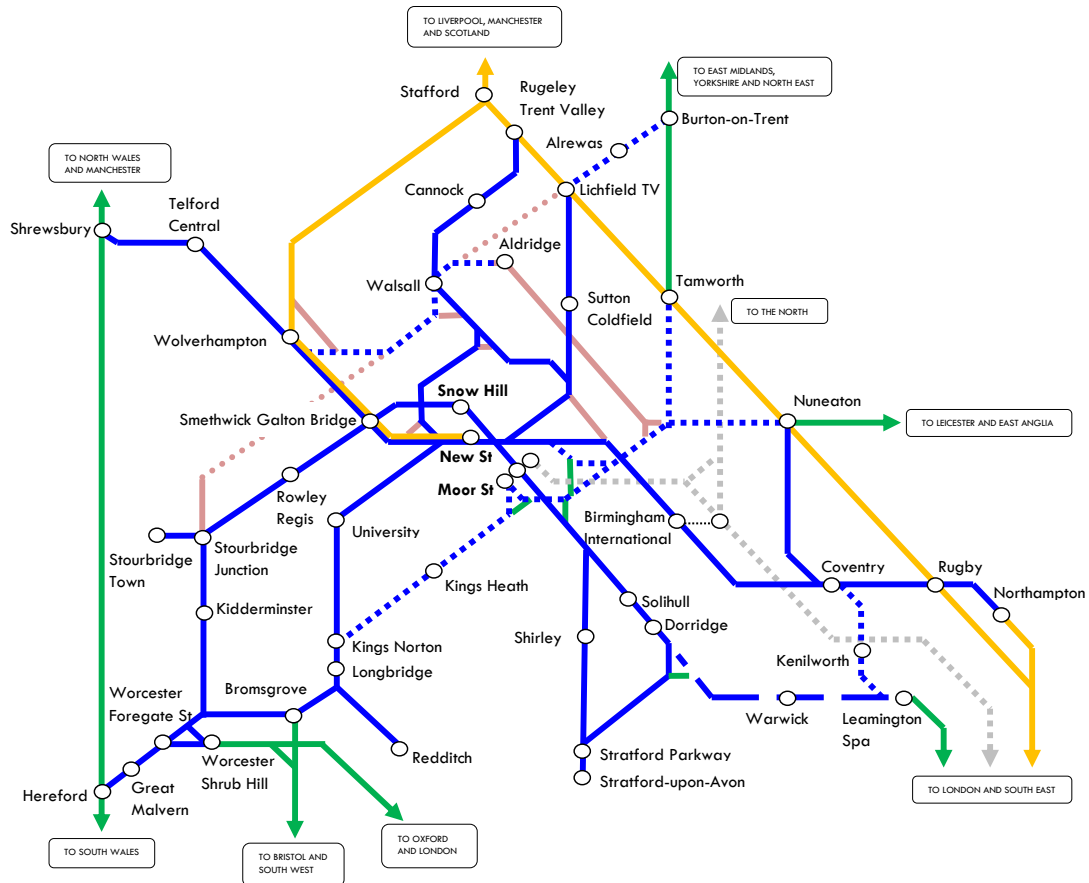 TO LIVERPOOL, MANCHESTER
AND SCOTLAND
TO EAST MIDLANDS,
YORKSHIRE AND NORTH EAST
Stafford
Rugeley
Trent Valley
Burton-on-Trent
Alrewas
TO NORTH WALES
AND MANCHESTER
Cannock
Lichfield TV
Telford
Central
Shrewsbury
Aldridge
Walsall
Tamworth
Sutton
Coldfield
TO THE NORTH
Wolverhampton
Snow Hill
Nuneaton
Smethwick Galton Bridge
TO LEICESTER AND EAST ANGLIA
New St
Moor St
Rowley
Regis
University
Birmingham
International
Stourbridge
Town
Stourbridge
Junction
Kings Heath
Coventry
Rugby
Northampton
Solihull
Kidderminster
Dorridge
Shirley
Kings Norton
Kenilworth
Longbridge
Bromsgrove
Worcester
Foregate St
Warwick
Leamington
Spa
Redditch
Worcester
Shrub Hill
Stratford Parkway
Stratford-upon-Avon
Great
Malvern
Hereford
TO LONDON AND SOUTH EAST
TO SOUTH WALES
TO BRISTOL AND
SOUTH WEST
TO OXFORD
AND LONDON